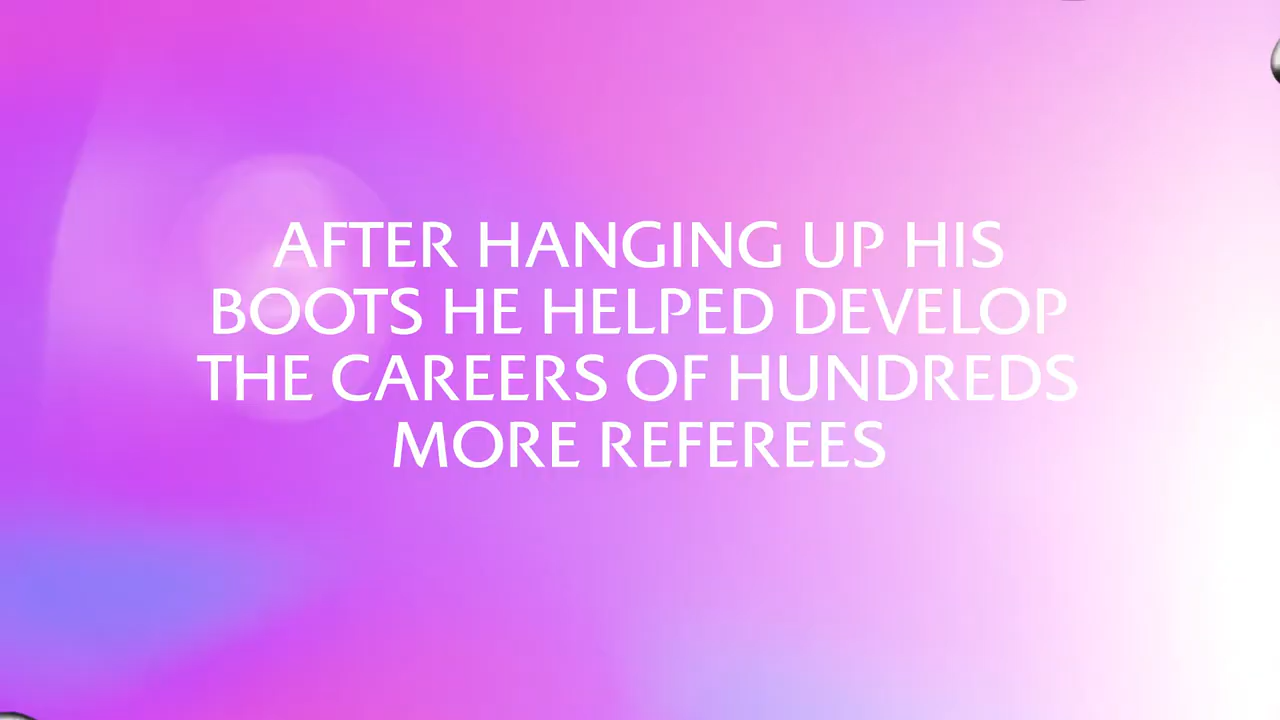 AFTER HANGING UP HIS
BOOTS HE HELPED DEVELOP
THE CAREERS OF HUNDREDS
MORE REFEREES